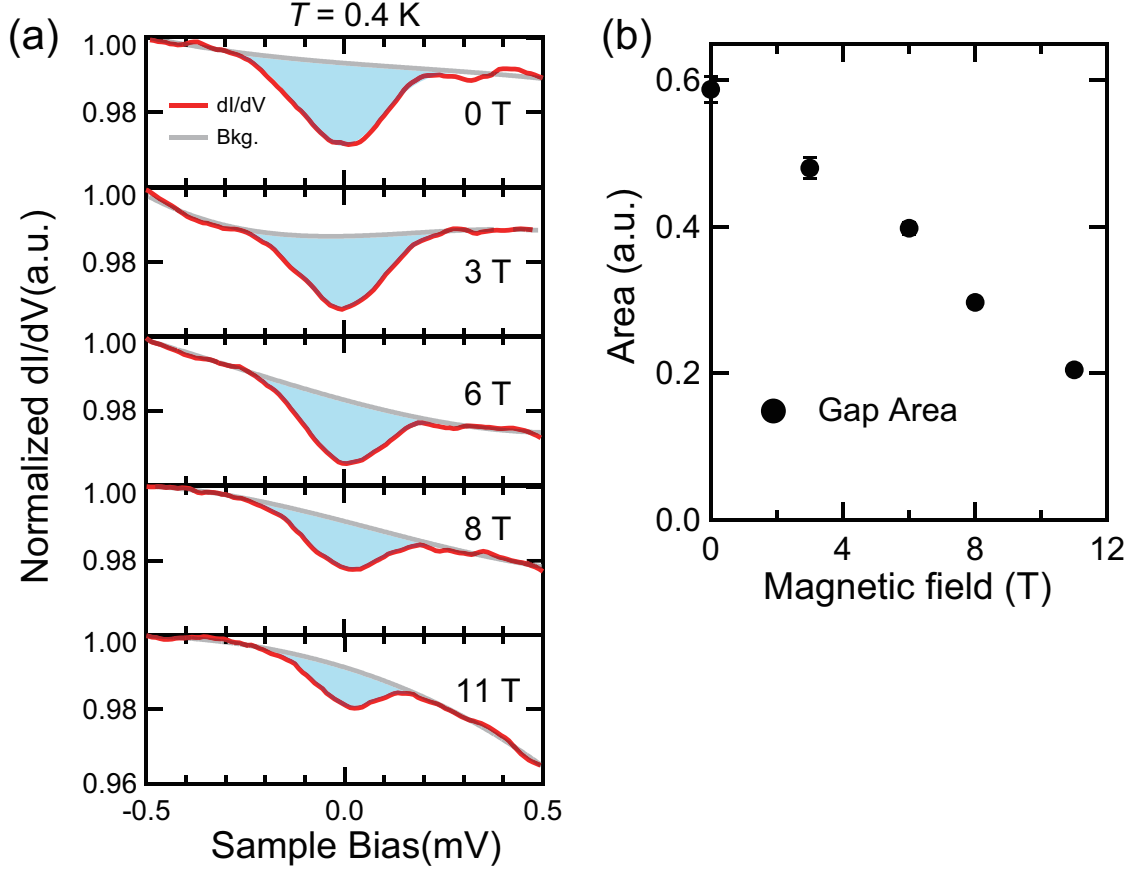 (a)
T = 0.4 K
Normalized dI/dV(a.u.)
1.00
0.98
dI/dV
Bkg.
0 T
0.98
3 T
1.00
0.98
6 T
1.00
0.98
8 T
1.00
0.98
0.96
11 T
-0.5
0.0
0.5
Sample Bias(mV)
(b)
Area (a.u.)
0.6
0.4
0.2
0.0
Gap Area
0
4
8
12
Magnetic field (T)